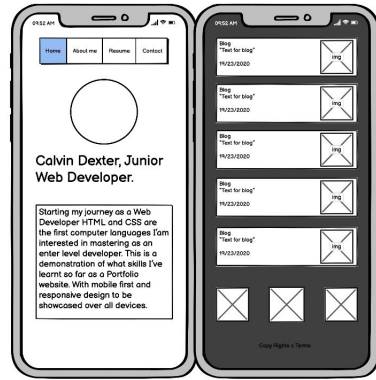 09:52 AM
Home About me Resume Contact
Calvin Dexter, Junior
Web Developer.
Starting my journey as a Web
Developer HTML and CSS are
the first computer languages I'am
interested in mastering as an
enter level developer. This is a
demonstration of what skills I've
learnt so far as a Portfolio
website. With mobile first and
responsive design to be
showcased over all devices.
09:52 AM
Blog
"Text for blog"
img
19/23/2020
Blog
"Text for blog"
img
19/23/2020
Blog
"Text for blog"
img
19/23/2020
Blog
"Text for blog"
img
19/23/2020
Blog
"Text for blog"
img
19/23/2020
Copy Rights & Terms